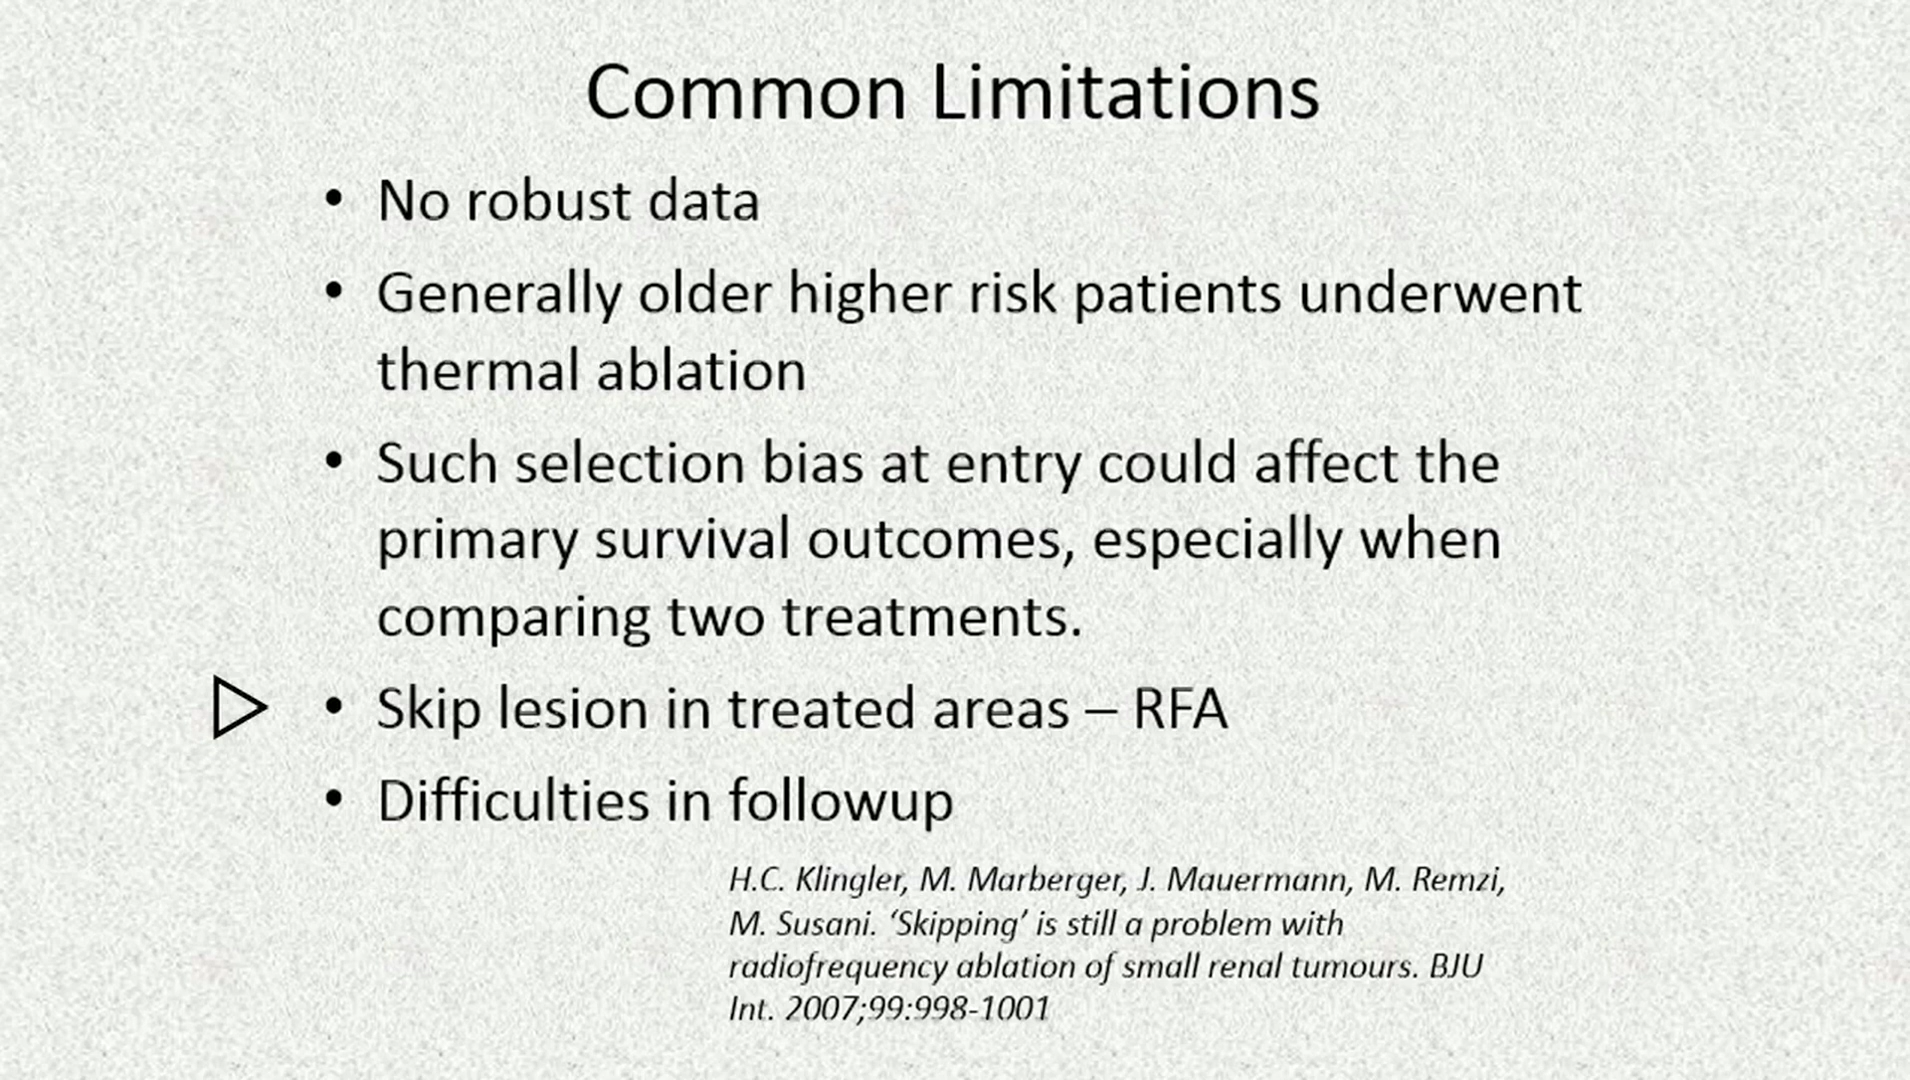 Common Limitations
• No robust data
• Generally older higher risk patients underwent
thermal ablation
• Such selection bias at entry could affect the
primary survival outcomes, especially when
comparing two treatments.
• Skip lesion in treated areas – RFA
• Difficulties in followup
H.C. Klingler, M. Marberger, J. Mauermann, M. Remzi,
M. Susani. ‘Skipping’ is still a problem with
radiofrequency ablation of small renal tumours. BJU
Int. 2007;99:998-1001